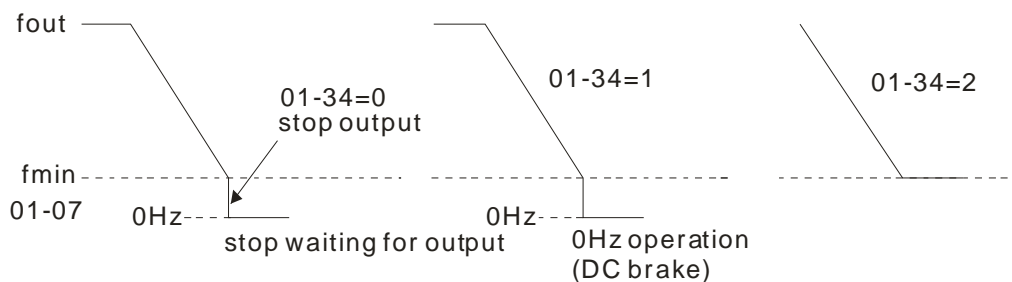 fout
01-34=0
stop output
01-34=1
01-34=2
fmin
01-07
0Hz
stop waiting for output
0Hz
0Hz operation
(DC brake)